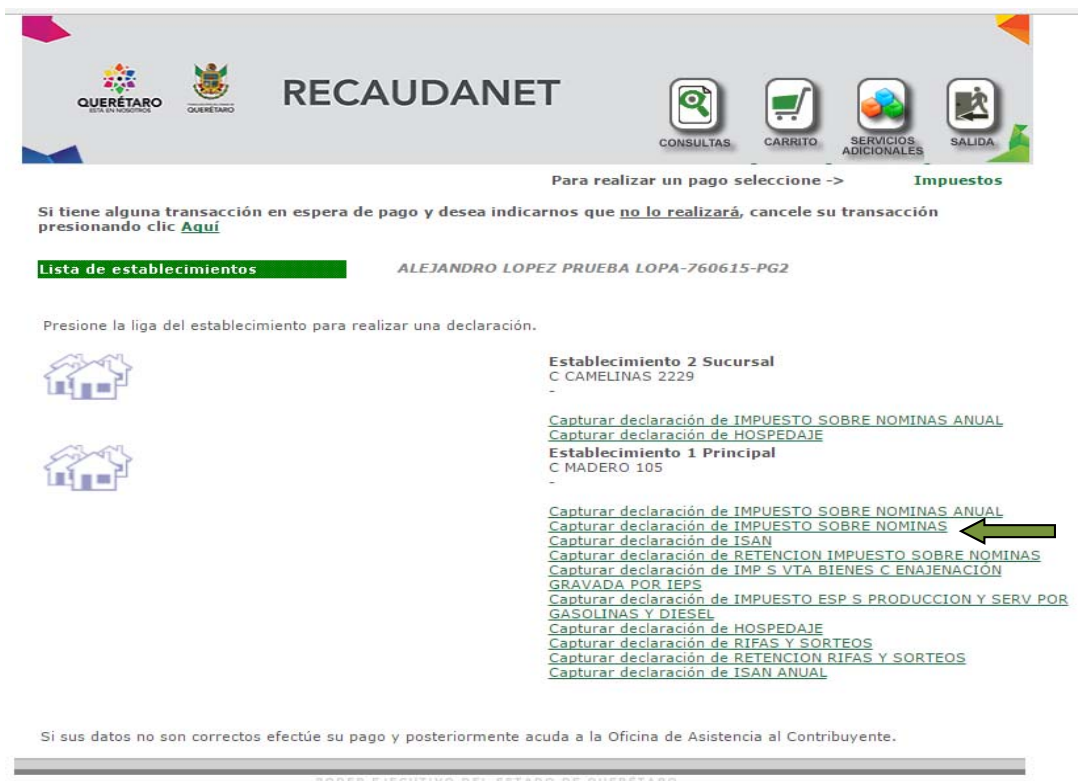 QUERÉTARO
ESTÁ EN NOSOTROS
QUERÉTARO
RECAUDANET
CONSULTAS
CARRITO
SERVICIOS
ADICIONALES
SALIDA
Para realizar un pago seleccione -> Impuestos
Si tiene alguna transacción en espera de pago y desea indicarnos que no lo realizará, cancele su transacción
presionando clic Aquí
Lista de establecimientos
ALEJANDRO LOPEZ PRUEBA LOPA-760615-PG2
Presione la liga del establecimiento para realizar una declaración.
Establecimiento 2 Sucursal
C CAMELINAS 2229
-
Capturar declaración de IMPUESTO SOBRE NOMINAS ANUAL
Capturar declaración de HOSPEDAJE
Establecimiento 1 Principal
C MADERO 105
-
Capturar declaración de IMPUESTO SOBRE NOMINAS ANUAL
Capturar declaración de IMPUESTO SOBRE NOMINAS
Capturar declaración de ISAN
Capturar declaración de RETENCION IMPUESTO SOBRE NOMINAS
Capturar declaración de IMP S VTA BIENES C ENAJENACIÓN
GRAVADA POR IEPS
Capturar declaración de IMPUESTO ESP S PRODUCCION Y SERV POR
GASOLINAS Y DIESEL
Capturar declaración de HOSPEDAJE
Capturar declaración de RIFAS Y SORTEOS
Capturar declaración de RETENCION RIFAS Y SORTEOS
Capturar declaración de ISAN ANUAL
Si sus datos no son correctos efectúe su pago y posteriormente acuda a la Oficina de Asistencia al Contribuyente.
PODER EJECUTIVO DEL ESTADO DE QUERÉTARO